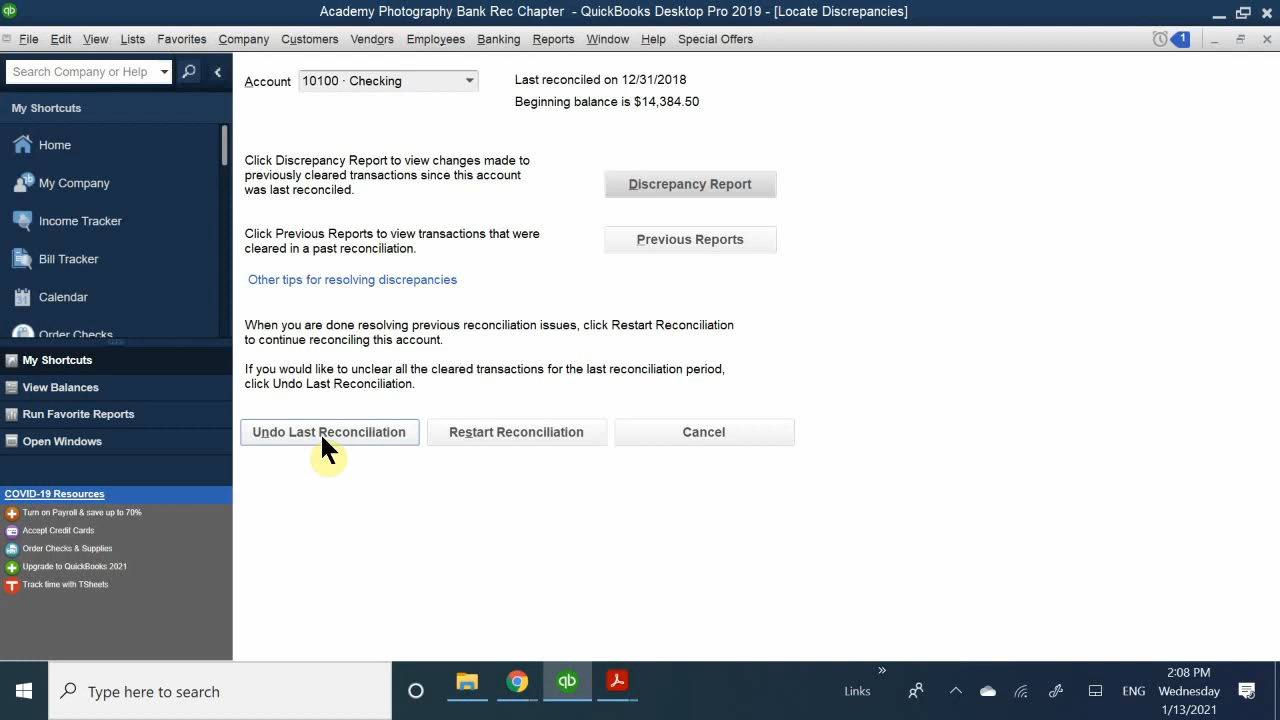 qb
Academy Photography Bank Rec Chapter - QuickBooks Desktop Pro 2019 - [Locate Discrepancies]
File Edit View Lists Favorites Company Customers Vendors Employees Banking Reports Window Help Special Offers
1
Search Company or Help
My Shortcuts
Home
My Company
Income Tracker
Bill Tracker
Calendar
Order Checks
My Shortcuts
View Balances
Run Favorite Reports
Open Windows
COVID-19 Resources
Turn on Payroll & save up to 70%
Accept Credit Cards
Order Checks & Supplies
Upgrade to QuickBooks 2021
Track time with TSheets
Account 10100 · Checking
Last reconciled on 12/31/2018
Beginning balance is $14,384.50
Click Discrepancy Report to view changes made to
previously cleared transactions since this account
was last reconciled.
Discrepancy Report
Click Previous Reports to view transactions that were
cleared in a past reconciliation.
Previous Reports
Other tips for resolving discrepancies
When you are done resolving previous reconciliation issues, click Restart Reconciliation
to continue reconciling this account.
If you would like to unclear all the cleared transactions for the last reconciliation period,
click Undo Last Reconciliation.
Undo Last Reconciliation Restart Reconciliation Cancel
Type here to search
qb
Links
ENG
2:08 PM
Wednesday
1/13/2021